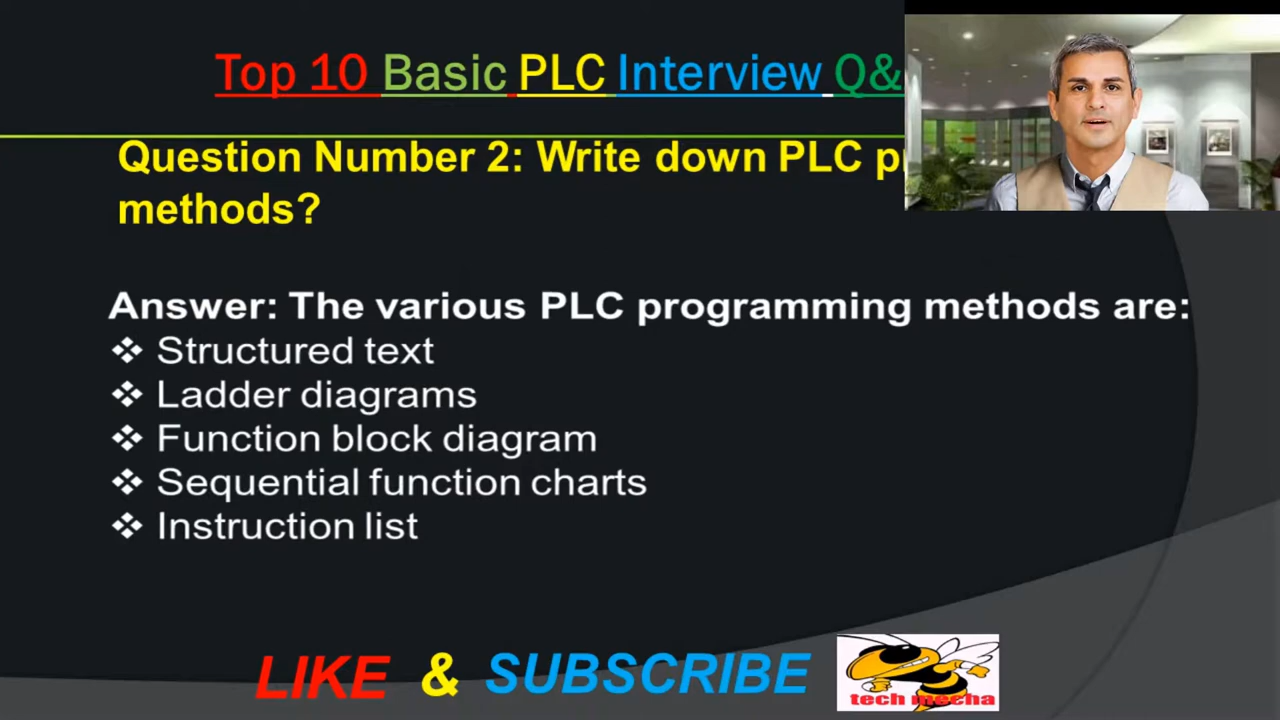 Top 10 Basic PLC Interview Q&
Question Number 2: Write down PLC
methods?
Answer: The various PLC programming methods are:
❖ Structured text
❖ Ladder diagrams
❖ Function block diagram
❖ Sequential function charts
❖ Instruction list
LIKE & SUBSCRIBE
tech mecha